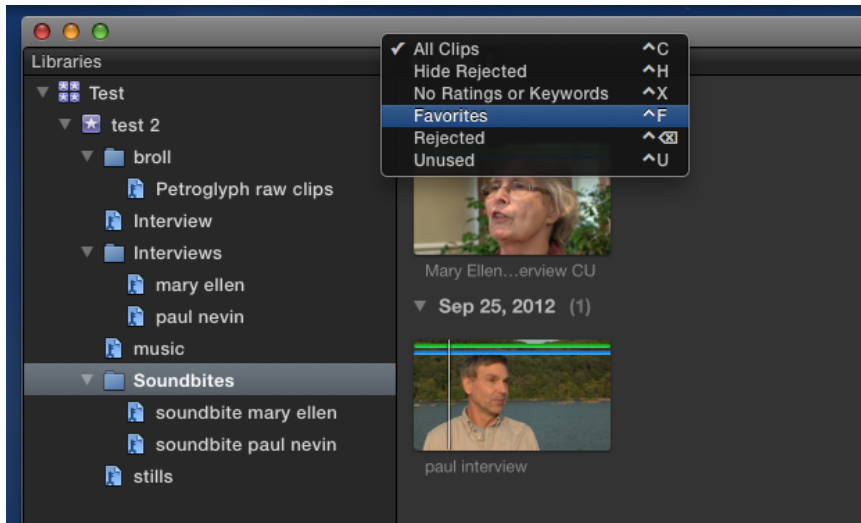 All Clips ^C
Hide Rejected ^H
No Ratings or Keywords ^X
Favorites ^F
Rejected ^⌫
Unused ^U
Libraries
Test
test 2
broll
Petroglyph raw clips
Interview
Interviews
mary ellen
paul nevin
music
Soundbites
soundbite mary ellen
soundbite paul nevin
stills
Mary Ellen…erview CU
Sep 25, 2012 (1)
paul interview